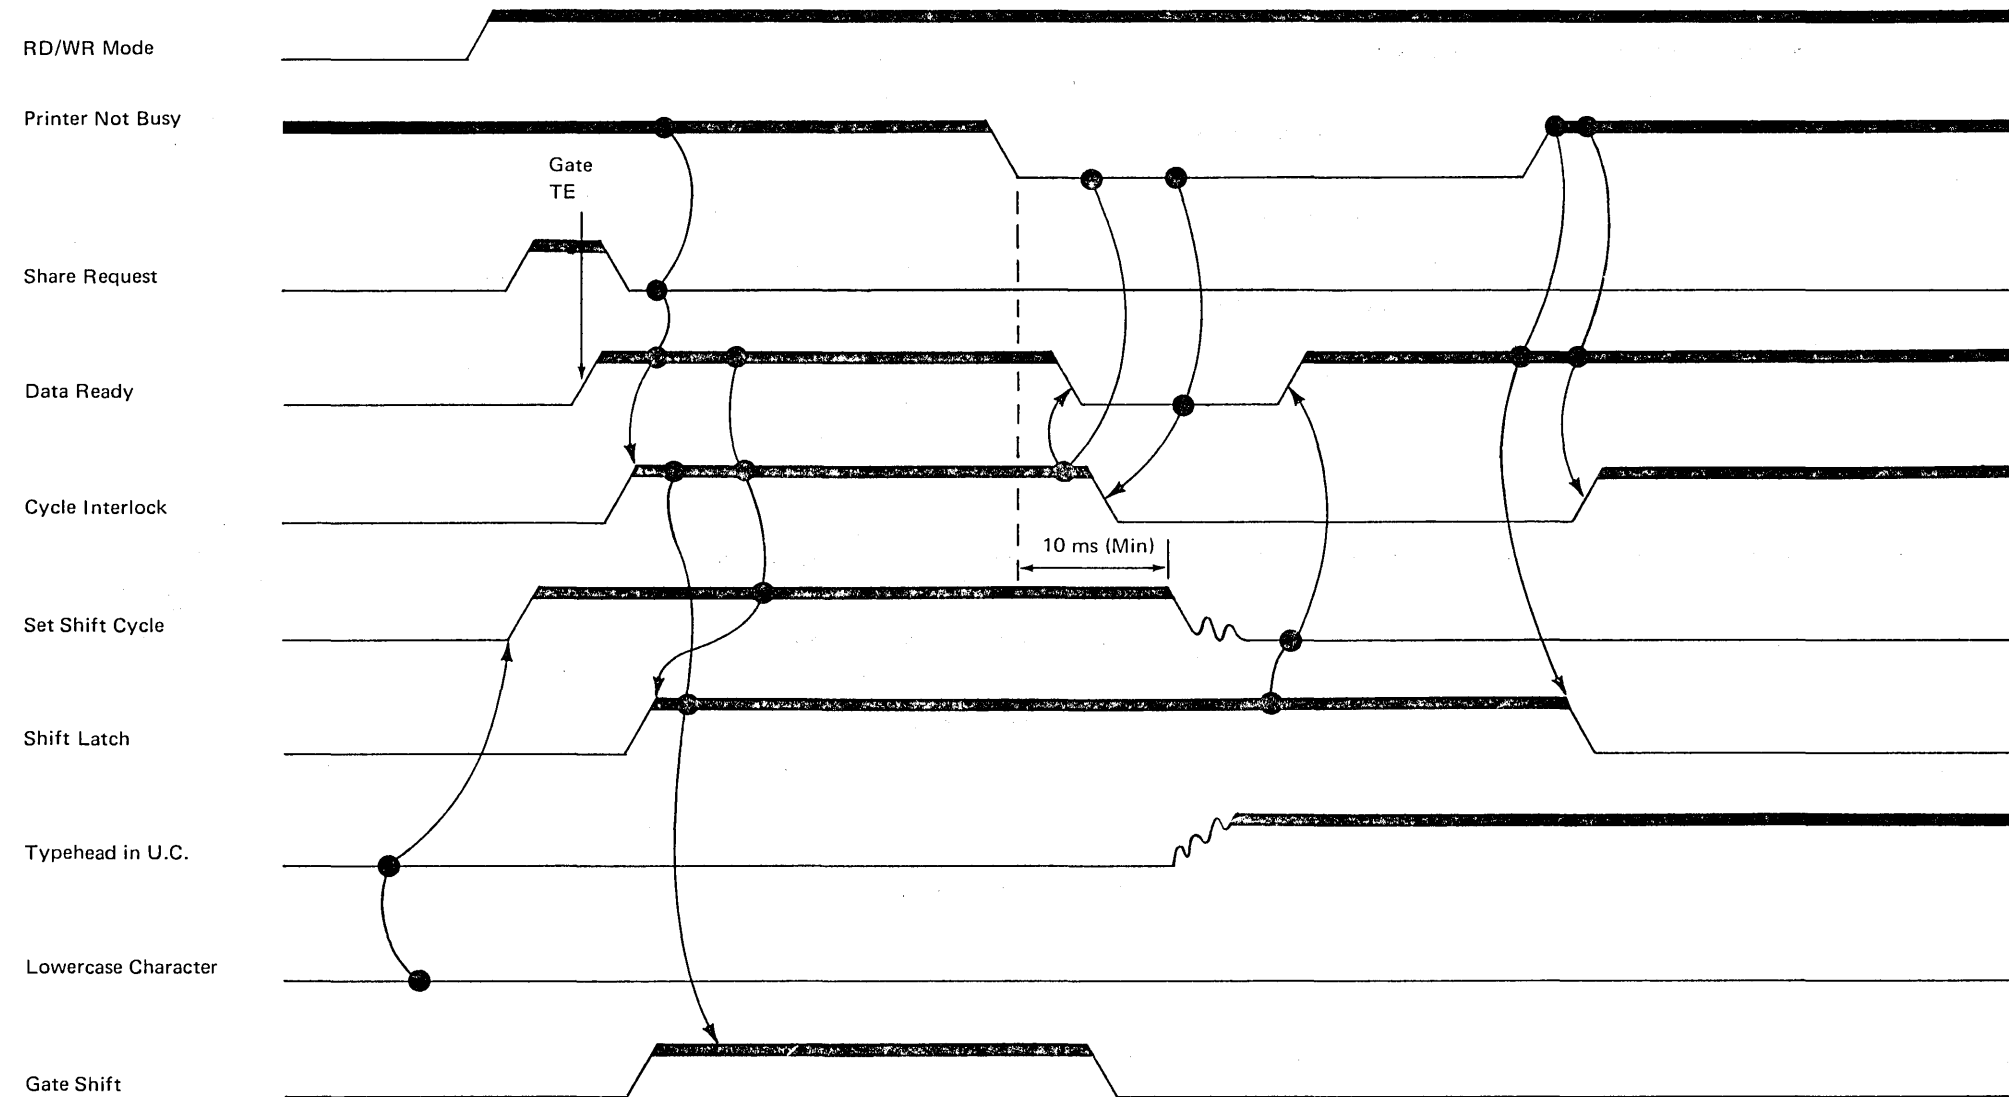 RD/WR Mode
Printer Not Busy
Gate
TE
Share Request
Data Ready
Cycle Interlock
10 ms (Min)
Set Shift Cycle
Shift Latch
Typehead in U.C.
Lowercase Character
Gate Shift